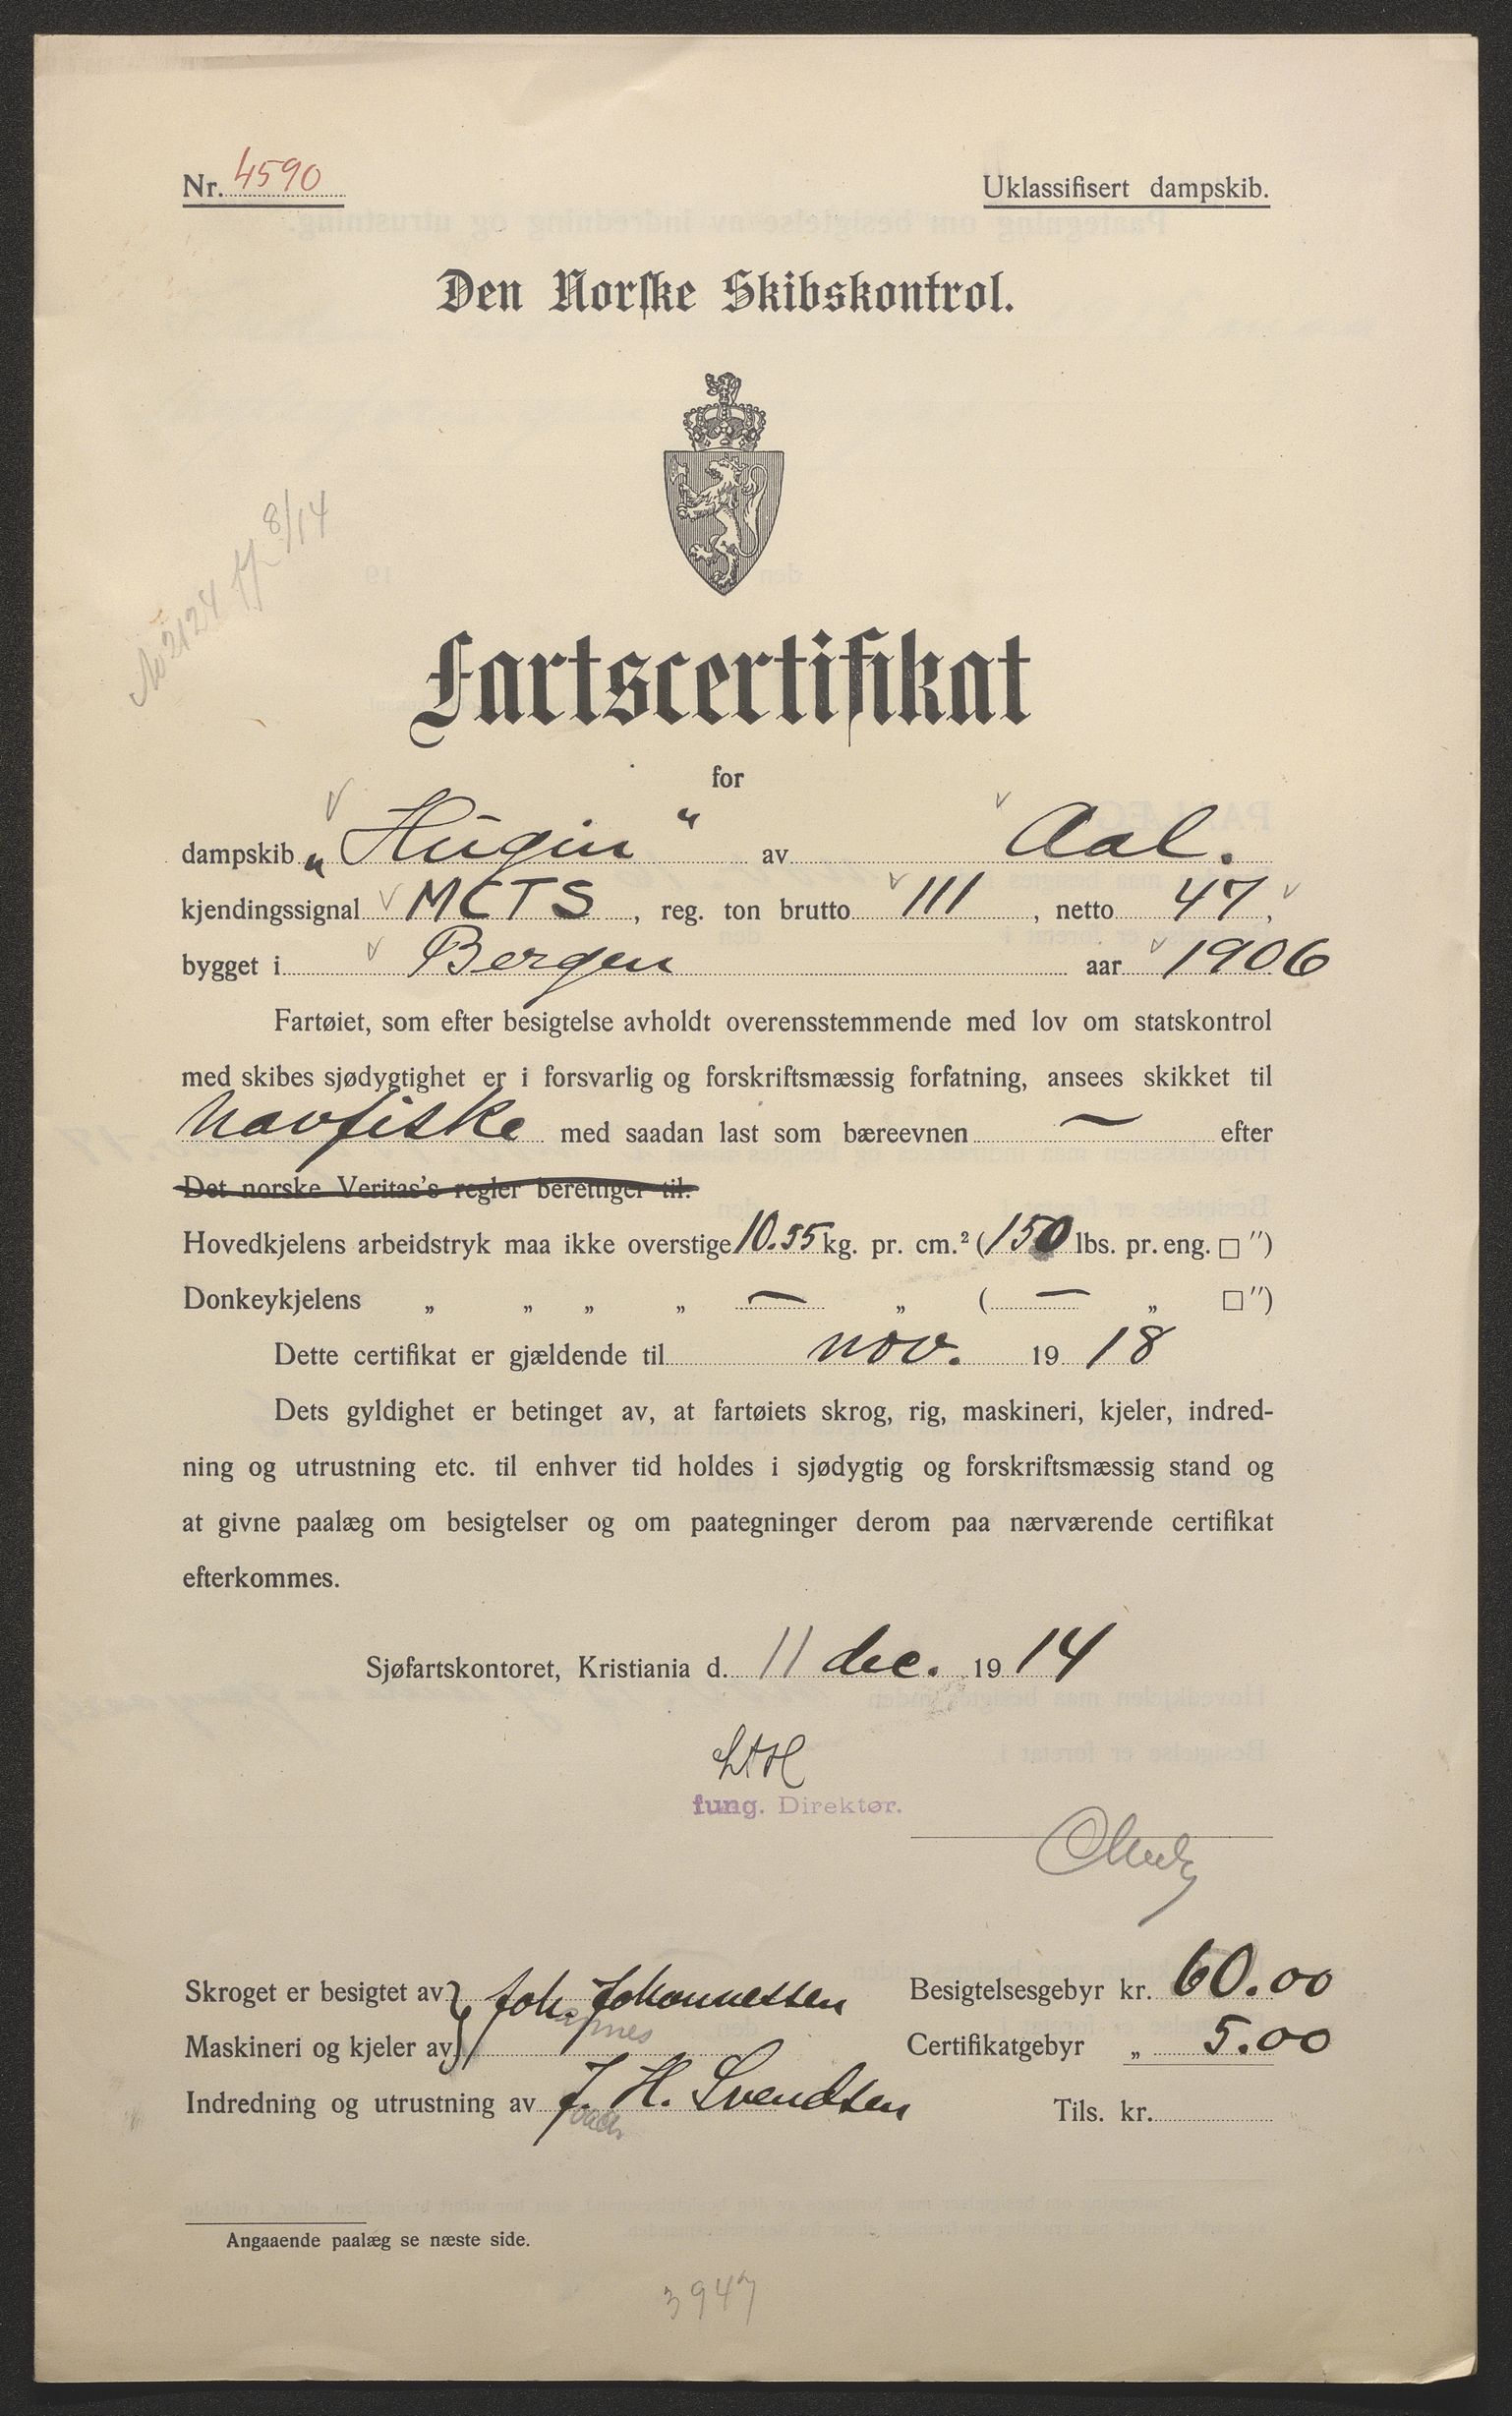 Nr. 4590
Uklassifisert dampskib.
Den Norske Skibskontrol.
8/14
Fartscertifikat
for
dampskib „Hugin“ av Aal.
kjendingssignal MCTS, reg. ton brutto 111, netto 47,
bygget i Bergen aar 1906
Fartøiet, som efter besigtelse avholdt overensstemmende med lov om statskontrol
med skibes sjødygtighet er i forsvarlig og forskriftsmæssig forfatning, ansees skikket til
havfiske med saadan last som bæreevnen — efter
Det norske Veritas's regler berettiger til.
Hovedkjelens arbeidstryk maa ikke overstige 10.55 kg. pr. cm.² (150 lbs. pr. eng. □")
Donkeykjelens „ „ „ „ — „ ( — „ □")
Dette certifikat er gjældende til nov. 1918
Dets gyldighet er betinget av, at fartøiets skrog, rig, maskineri, kjeler, indred-
ning og utrustning etc. til enhver tid holdes i sjødygtig og forskriftsmæssig stand og
at givne paalæg om besigtelser og om paategninger derom paa nærværende certifikat
efterkommes.
Sjøfartskontoret, Kristiania d. 11 dec. 1914
fung. Direktør.
Skroget er besigtet av } Joh. Johannessen
annes
Maskineri og kjeler av
Indredning og utrustning av J. H. Svendsen
Besigtelsesgebyr kr. 60.00
Certifikatgebyr „ 5.00
Tils. kr.
Angaaende paalæg se næste side.
3947